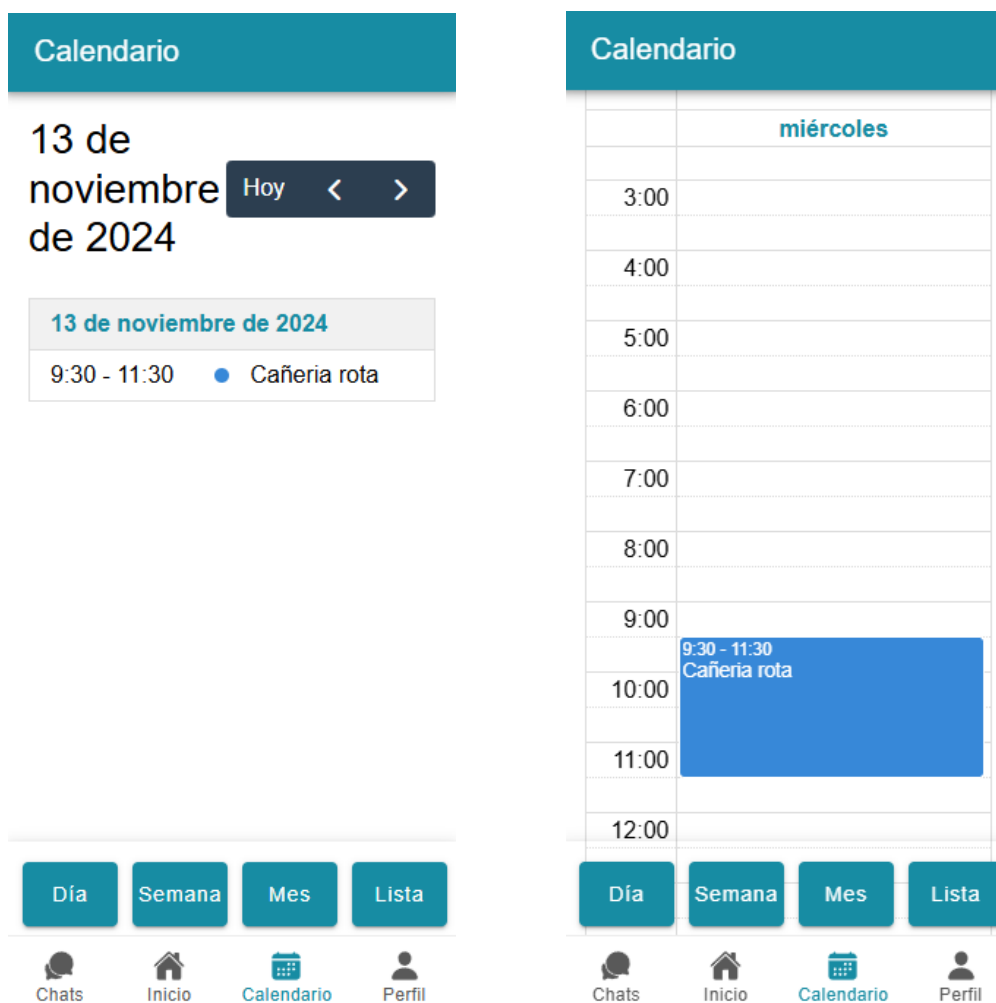 Calendario
13 de
noviembre
de 2024
Hoy
13 de noviembre de 2024
9:30 - 11:30 Cañeria rota
Día Semana Mes Lista
Chats Inicio Calendario Perfil
Calendario
miércoles
3:00
4:00
5:00
6:00
7:00
8:00
9:00
9:30 - 11:30
Cañeria rota
10:00
11:00
12:00
Día Semana Mes Lista
Chats Inicio Calendario Perfil